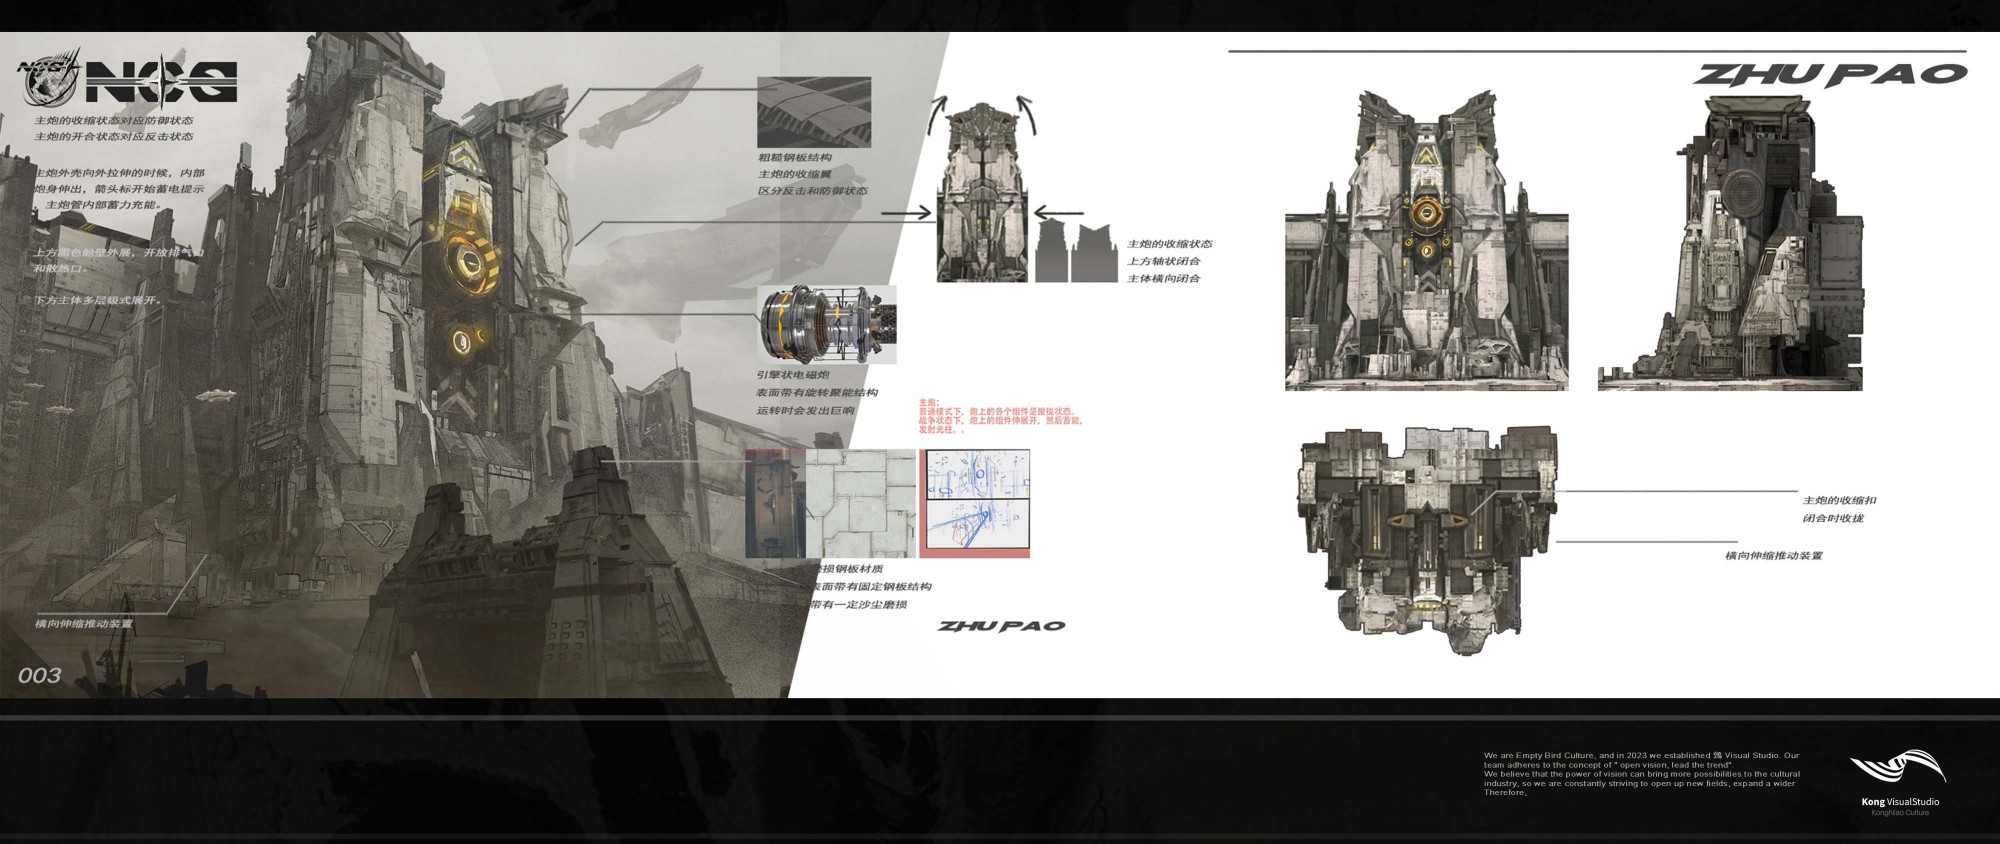 NCG
NCG
主炮的收缩状态对应防御状态
主炮的开合状态对应反击状态
主炮外壳向外拉伸的时候，内部
炮身伸出，箭头标开始蓄电提示
主炮管内部蓄力充能。
上方黑色舱壁外展，开放排气口
和散热口。
下方主体多层级式展开。
横向伸缩推动装置
003
粗糙钢板结构
主炮的收缩翼
区分反击和防御状态
引擎状电磁炮
表面带有旋转聚能结构
运转时会发出巨响
主炮的收缩状态
上方轴状闭合
主体横向闭合
主炮：
普通模式下，炮上的各个组件是聚拢状态。
战争状态下，炮上的组件伸展开，然后蓄能，
发射光柱。。
磨损钢板材质
表面带有固定钢板结构
带有一定沙尘磨损
ZHU PAO
ZHU PAO
主炮的收缩扣
闭合时收拢
横向伸缩推动装置
We are Empty Bird Culture, and in 2023 we established Visual Studio. Our
team adheres to the concept of " open vision, lead the trend".
We believe that the power of vision can bring more possibilities to the cultural
industry, so we are constantly striving to open up new fields, expand a wider
Therefore,
Kong VisualStudio
KongNiao Culture